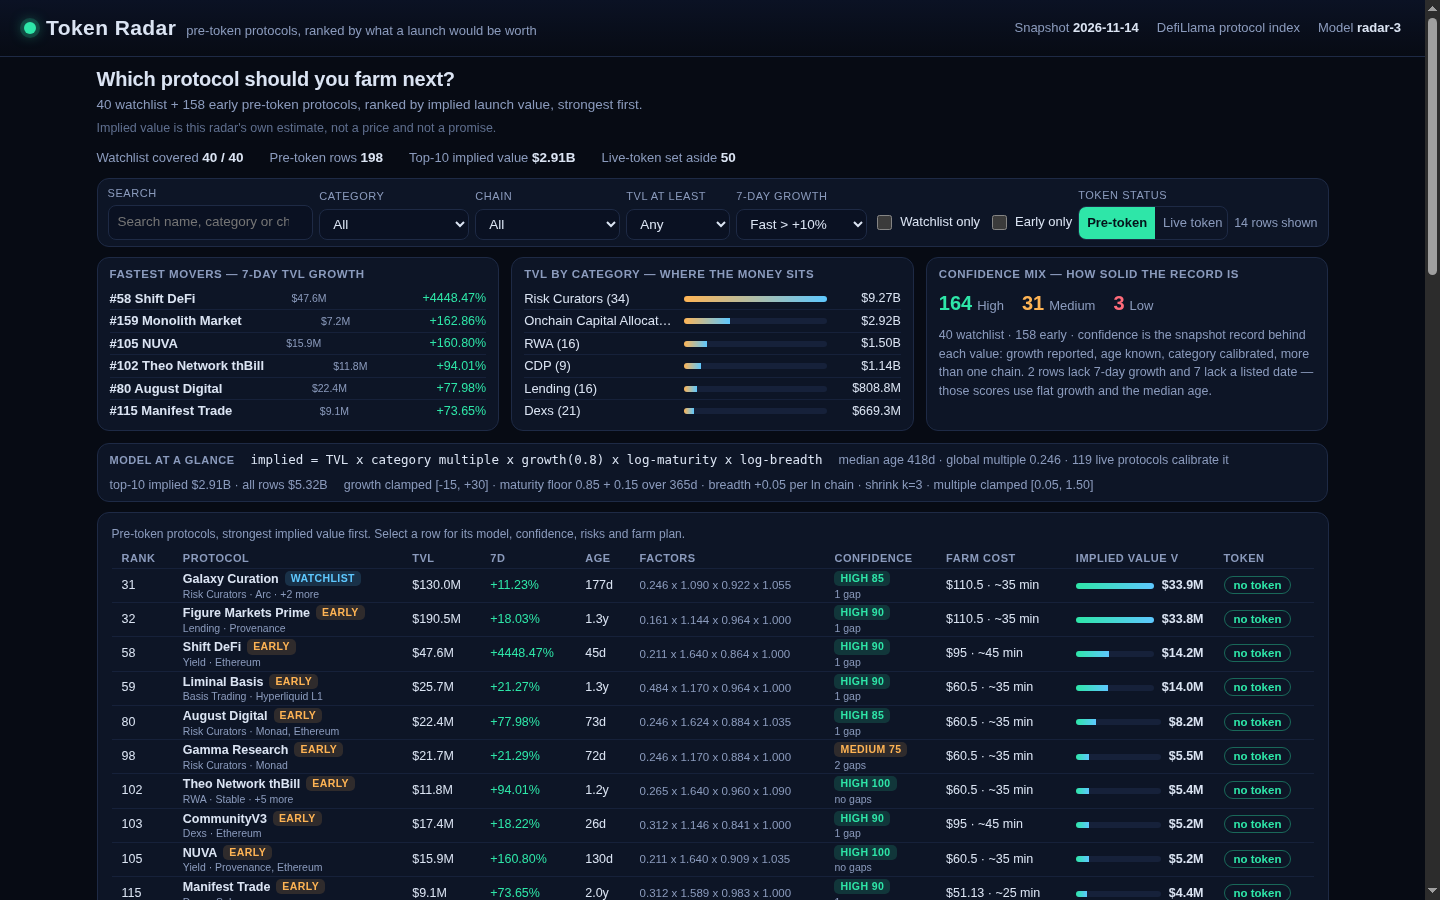 Token Radar pre-token protocols, ranked by what a launch would be worth Snapshot 2026-11-14 DefiLlama protocol index Model radar-3
Which protocol should you farm next?
40 watchlist + 158 early pre-token protocols, ranked by implied launch value, strongest first.
Implied value is this radar's own estimate, not a price and not a promise.
Watchlist covered 40 / 40 Pre-token rows 198 Top-10 implied value $2.91B Live-token set aside 50
SEARCH CATEGORY CHAIN TVL AT LEAST 7-DAY GROWTH TOKEN STATUS
Search name, category or ch All All Any Fast > +10% Watchlist only Early only Pre-token Live token 14 rows shown
FASTEST MOVERS — 7-DAY TVL GROWTH
#58 Shift DeFi $47.6M +4448.47%
#159 Monolith Market $7.2M +162.86%
#105 NUVA $15.9M +160.80%
#102 Theo Network thBill $11.8M +94.01%
#80 August Digital $22.4M +77.98%
#115 Manifest Trade $9.1M +73.65%
TVL BY CATEGORY — WHERE THE MONEY SITS
Risk Curators (34) $9.27B
Onchain Capital Allocat… $2.92B
RWA (16) $1.50B
CDP (9) $1.14B
Lending (16) $808.8M
Dexs (21) $669.3M
CONFIDENCE MIX — HOW SOLID THE RECORD IS
164 High 31 Medium 3 Low
40 watchlist · 158 early · confidence is the snapshot record behind
each value: growth reported, age known, category calibrated, more
than one chain. 2 rows lack 7-day growth and 7 lack a listed date —
those scores use flat growth and the median age.
MODEL AT A GLANCE implied = TVL x category multiple x growth(0.8) x log-maturity x log-breadth median age 418d · global multiple 0.246 · 119 live protocols calibrate it
top-10 implied $2.91B · all rows $5.32B growth clamped [-15, +30] · maturity floor 0.85 + 0.15 over 365d · breadth +0.05 per ln chain · shrink k=3 · multiple clamped [0.05, 1.50]
Pre-token protocols, strongest implied value first. Select a row for its model, confidence, risks and farm plan.
RANK PROTOCOL TVL 7D AGE FACTORS CONFIDENCE FARM COST IMPLIED VALUE V TOKEN
31 Galaxy Curation WATCHLIST $130.0M +11.23% 177d 0.246 x 1.090 x 0.922 x 1.055 HIGH 85 $110.5 · ~35 min $33.9M no token
Risk Curators · Arc · +2 more 1 gap
32 Figure Markets Prime EARLY $190.5M +18.03% 1.3y 0.161 x 1.144 x 0.964 x 1.000 HIGH 90 $110.5 · ~35 min $33.8M no token
Lending · Provenance 1 gap
58 Shift DeFi EARLY $47.6M +4448.47% 45d 0.211 x 1.640 x 0.864 x 1.000 HIGH 90 $95 · ~45 min $14.2M no token
Yield · Ethereum 1 gap
59 Liminal Basis EARLY $25.7M +21.27% 1.3y 0.484 x 1.170 x 0.964 x 1.000 HIGH 90 $60.5 · ~35 min $14.0M no token
Basis Trading · Hyperliquid L1 1 gap
80 August Digital EARLY $22.4M +77.98% 73d 0.246 x 1.624 x 0.884 x 1.035 HIGH 85 $60.5 · ~35 min $8.2M no token
Risk Curators · Monad, Ethereum 1 gap
98 Gamma Research EARLY $21.7M +21.29% 72d 0.246 x 1.170 x 0.884 x 1.000 MEDIUM 75 $60.5 · ~35 min $5.5M no token
Risk Curators · Monad 2 gaps
102 Theo Network thBill EARLY $11.8M +94.01% 1.2y 0.265 x 1.640 x 0.960 x 1.090 HIGH 100 $60.5 · ~35 min $5.4M no token
RWA · Stable · +5 more no gaps
103 CommunityV3 EARLY $17.4M +18.22% 26d 0.312 x 1.146 x 0.841 x 1.000 HIGH 90 $95 · ~45 min $5.2M no token
Dexs · Ethereum 1 gap
105 NUVA EARLY $15.9M +160.80% 130d 0.211 x 1.640 x 0.909 x 1.035 HIGH 100 $60.5 · ~35 min $5.2M no token
Yield · Provenance, Ethereum no gaps
115 Manifest Trade EARLY $9.1M +73.65% 2.0y 0.312 x 1.589 x 0.983 x 1.000 HIGH 90 $51.13 · ~25 min $4.4M no token